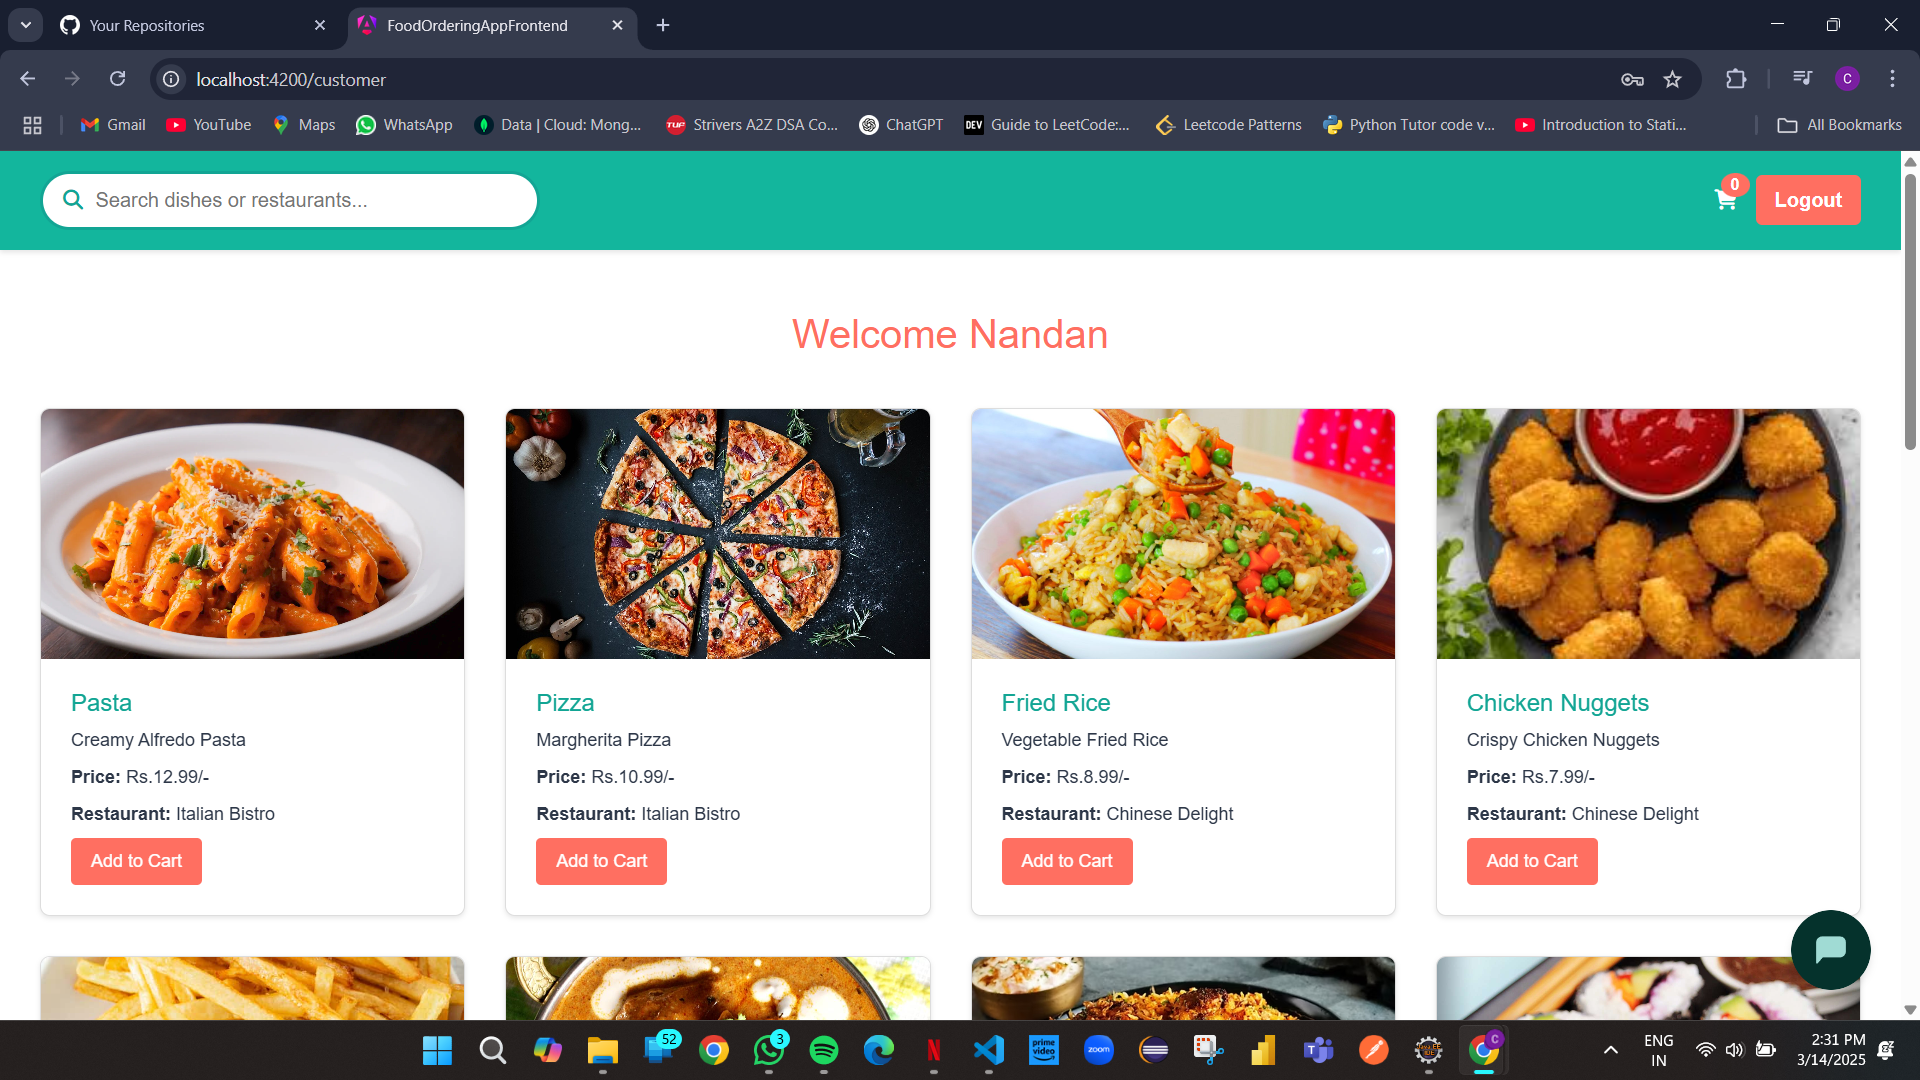 Your Repositories
FoodOrderingAppFrontend
localhost:4200/customer
C
Gmail
YouTube
Maps
WhatsApp
Data | Cloud: Mong...
TUF
Strivers A2Z DSA Co...
ChatGPT
DEV
Guide to LeetCode:...
Leetcode Patterns
Python Tutor code v...
Introduction to Stati...
All Bookmarks
Search dishes or restaurants...
0
Logout
Welcome Nandan
Pasta
Creamy Alfredo Pasta
Price: Rs.12.99/-
Restaurant: Italian Bistro
Add to Cart
Pizza
Margherita Pizza
Price: Rs.10.99/-
Restaurant: Italian Bistro
Add to Cart
Fried Rice
Vegetable Fried Rice
Price: Rs.8.99/-
Restaurant: Chinese Delight
Add to Cart
Chicken Nuggets
Crispy Chicken Nuggets
Price: Rs.7.99/-
Restaurant: Chinese Delight
Add to Cart
52
3
N
prime video
zoom
T
C
ENG
IN
2:31 PM
3/14/2025